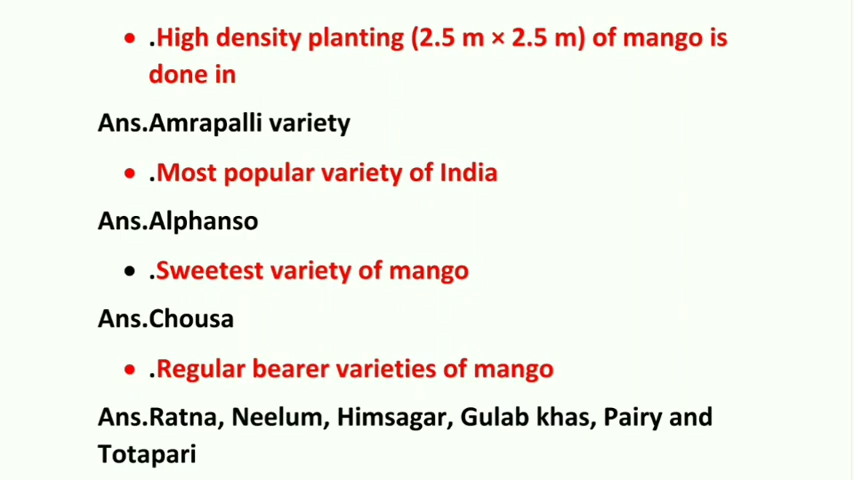 • .High density planting (2.5 m × 2.5 m) of mango is
done in
Ans.Amrapalli variety
• .Most popular variety of India
Ans.Alphanso
• .Sweetest variety of mango
Ans.Chousa
• .Regular bearer varieties of mango
Ans.Ratna, Neelum, Himsagar, Gulab khas, Pairy and
Totapari